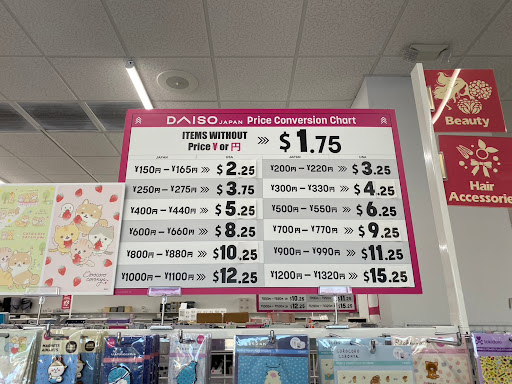 DAISO JAPAN Price Conversion Chart
ITEMS WITHOUT
Price ¥ or 円 >>> $1.75
JAPAN USA JAPAN USA
¥150円 – ¥165円 >>> $2.25 ¥200円 – ¥220円 >>> $3.25
¥250円 – ¥275円 >>> $3.75 ¥300円 – ¥330円 >>> $4.25
¥400円 – ¥440円 >>> $5.25 ¥500円 – ¥550円 >>> $6.25
¥600円 – ¥660円 >>> $8.25 ¥700円 – ¥770円 >>> $9.25
¥800円 – ¥880円 >>> $10.25 ¥900円 – ¥990円 >>> $11.25
¥1000円 – ¥1100円 >>> $12.25 ¥1200円 – ¥1320円 >>> $15.25
Beauty
Hair
Accessorie